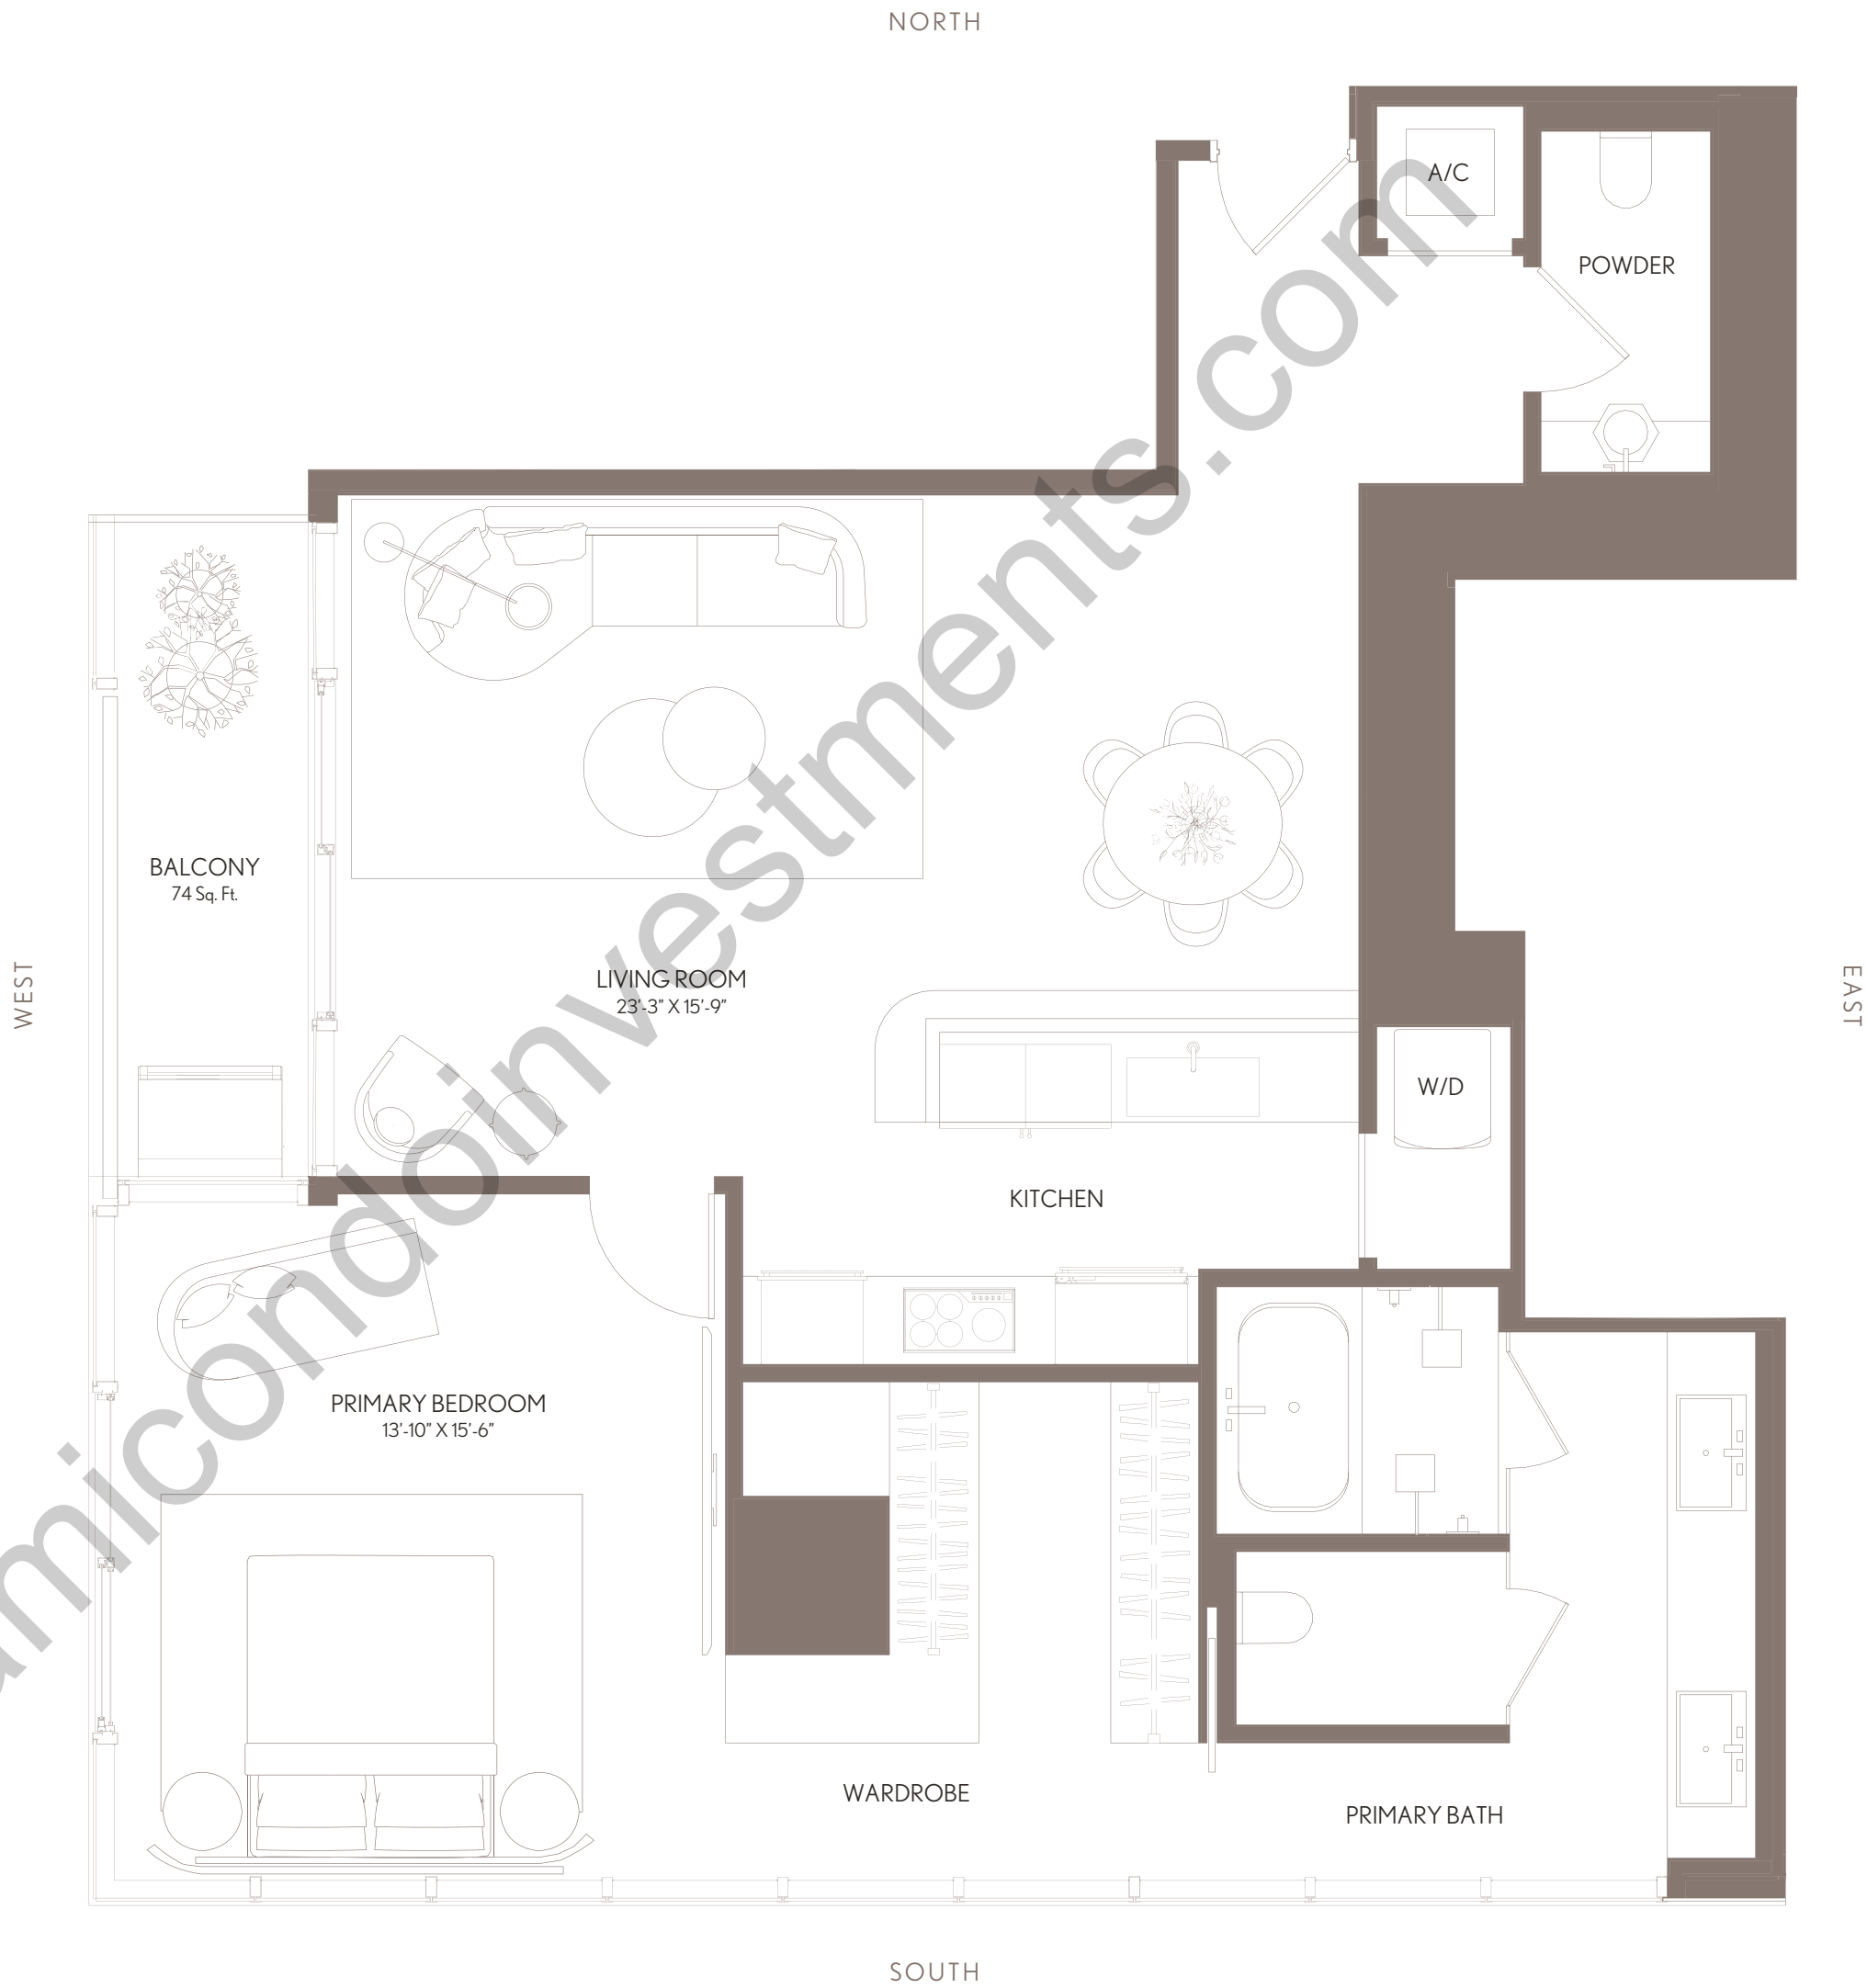 NORTH
A/C
POWDER
BALCONY
74 Sq. Ft.
WEST
EAST
LIVING ROOM
23'-3" X 15'-9"
W/D
KITCHEN
PRIMARY BEDROOM
13'-10" X 15'-6"
WARDROBE
PRIMARY BATH
SOUTH
amicondoinvestments.com